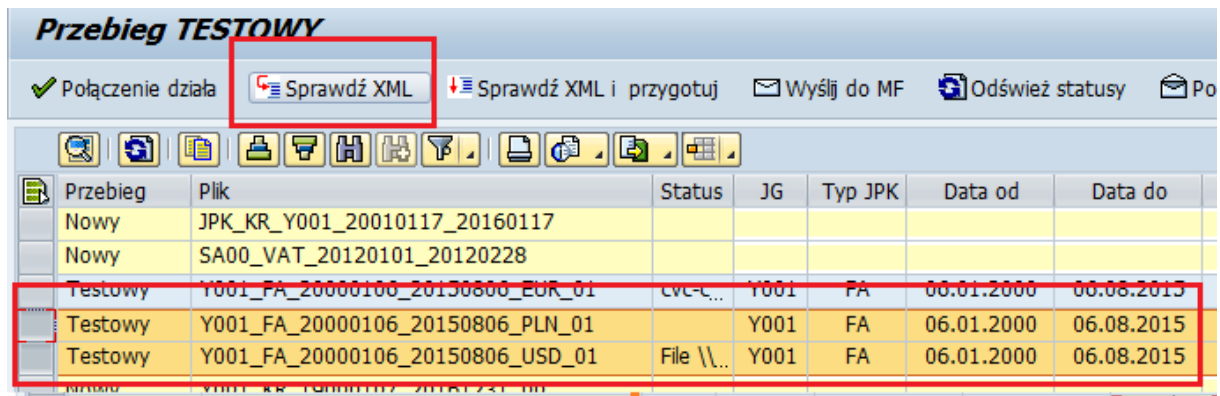 Przebieg TESTOWY
Połączenie działa Sprawdź XML Sprawdź XML i przygotuj Wyślij do MF Odśwież statusy Po
Przebieg Plik Status JG Typ JPK Data od Data do
Nowy JPK_KR_Y001_20010117_20160117
Nowy SA00_VAT_20120101_20120228
Testowy Y001_FA_20000106_20150806_EUR_01 cvc-c... Y001 FA 06.01.2000 06.08.2015
Testowy Y001_FA_20000106_20150806_PLN_01 Y001 FA 06.01.2000 06.08.2015
Testowy Y001_FA_20000106_20150806_USD_01 File \\... Y001 FA 06.01.2000 06.08.2015
Nowy